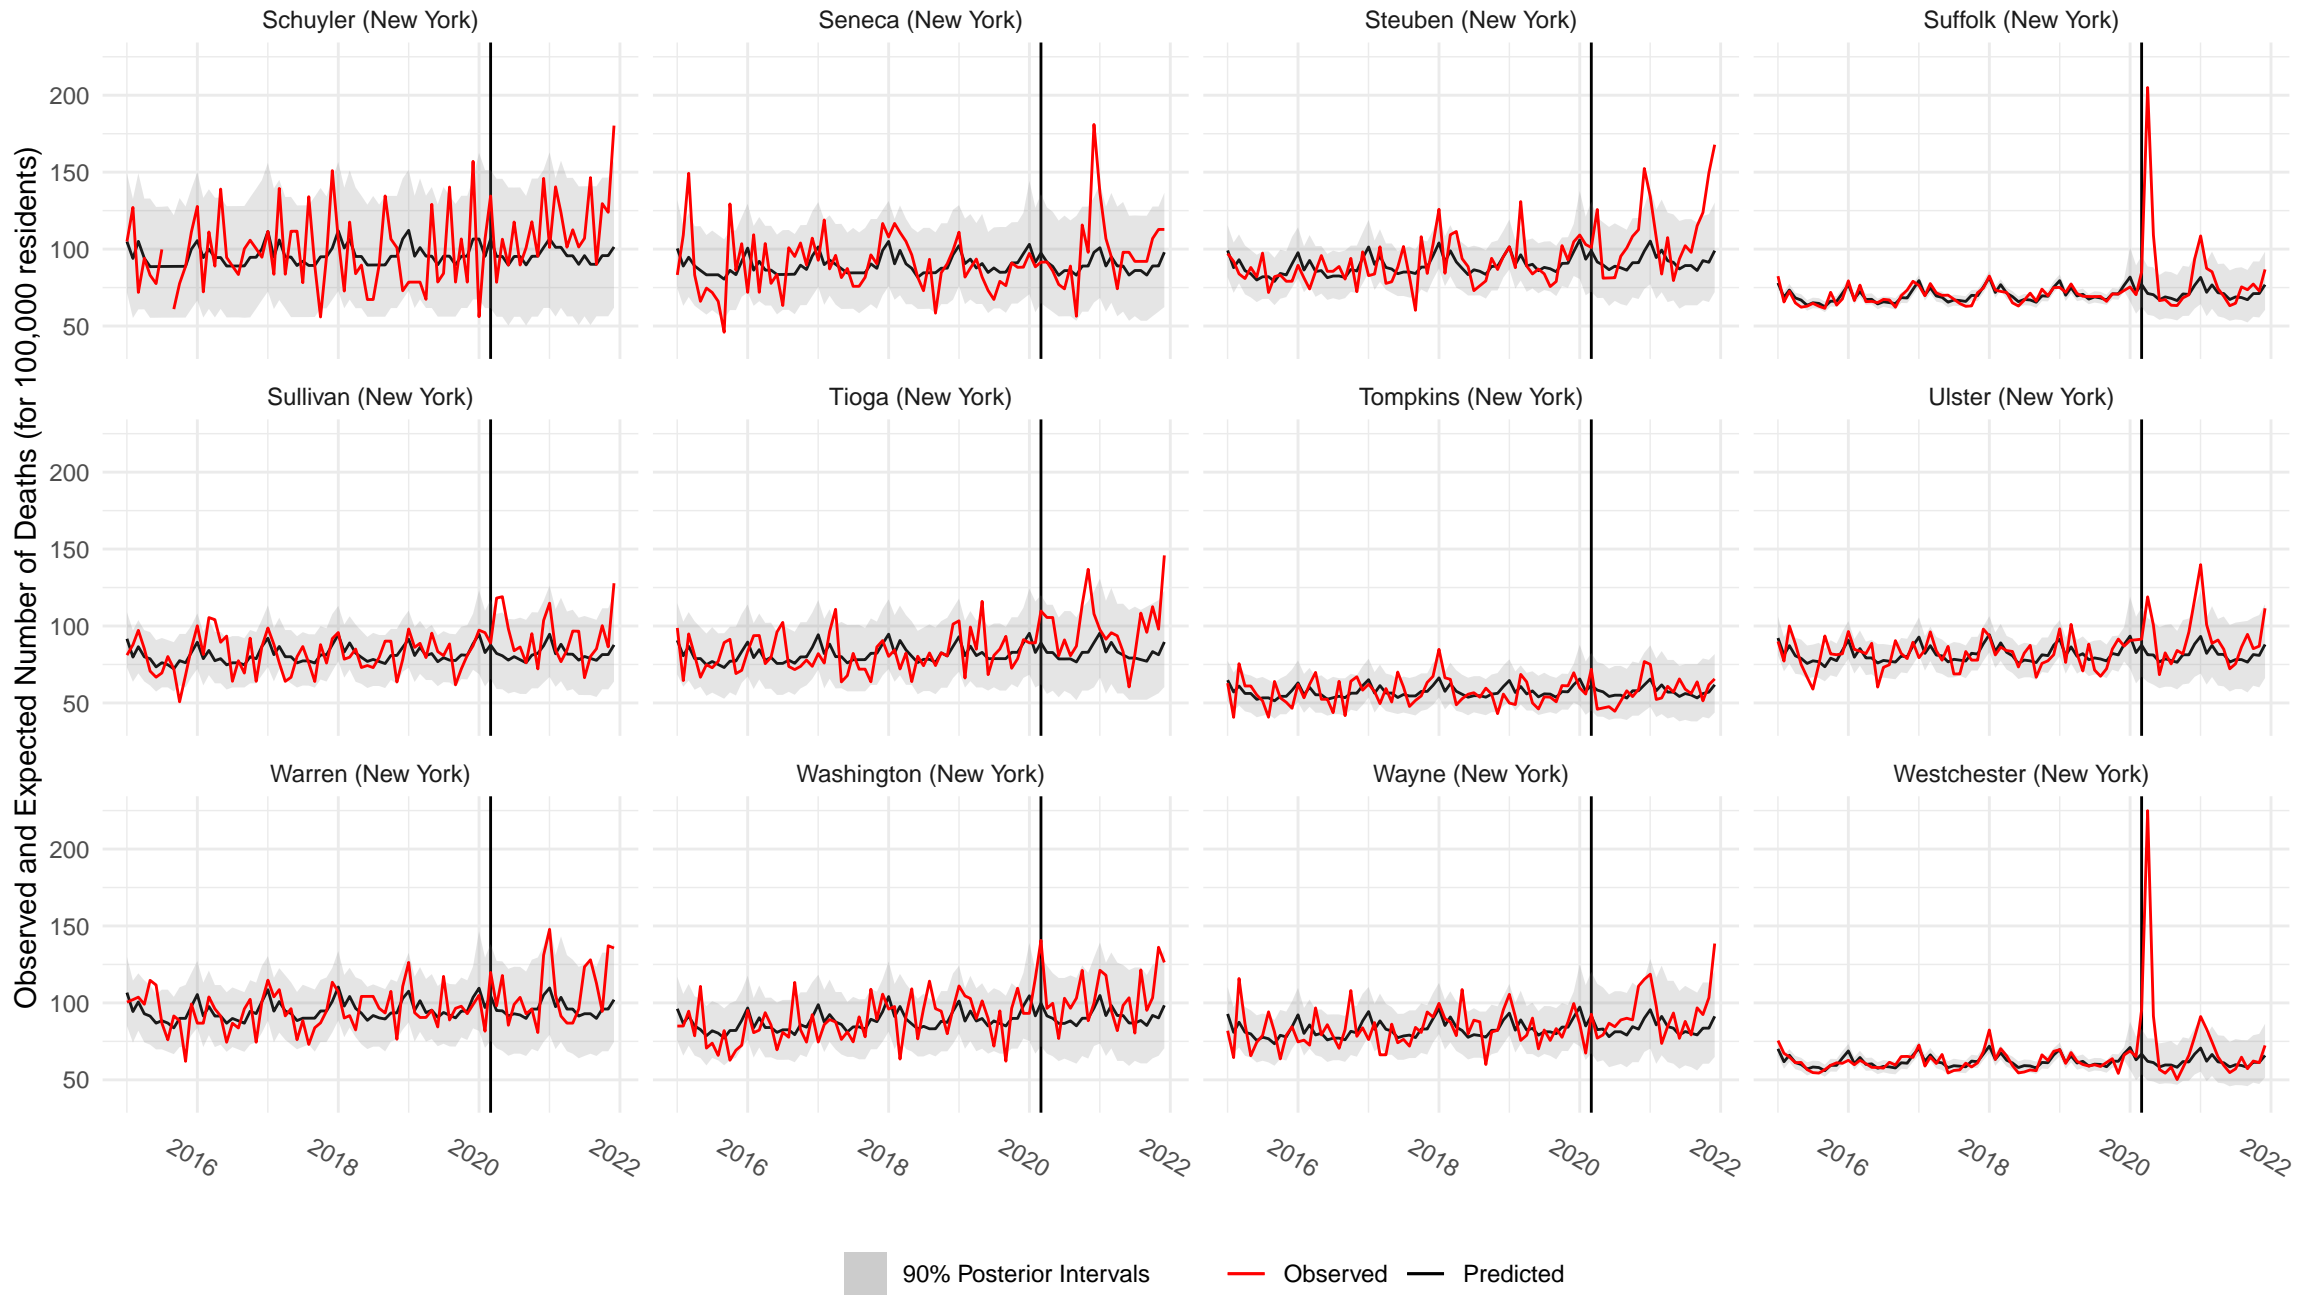 Schuyler (New York)
Seneca (New York)
Steuben (New York)
Suffolk (New York)
200
150
100
50
Sullivan (New York)
Tioga (New York)
Tompkins (New York)
Ulster (New York)
200
150
100
50
Warren (New York)
Washington (New York)
Wayne (New York)
Westchester (New York)
200
150
100
50
Observed and Expected Number of Deaths (for 100,000 residents)
2016 2018 2020 2022
2016 2018 2020 2022
2016 2018 2020 2022
2016 2018 2020 2022
90% Posterior Intervals
Observed
Predicted